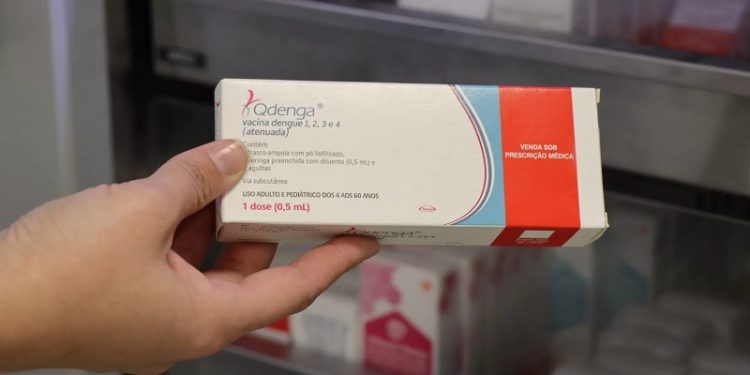 Qdenga®
vacina dengue 1, 2, 3 e 4
(atenuada)
Contém:
frasco ampola com pó liofilizado,
seringa preenchida com diluente (0,5 mL) e
agulhas
Via subcutânea
USO ADULTO E PEDIÁTRICO DOS 4 AOS 60 ANOS
1 dose (0,5 mL)
VENDA SOB
PRESCRIÇÃO MÉDICA
Qdenga®